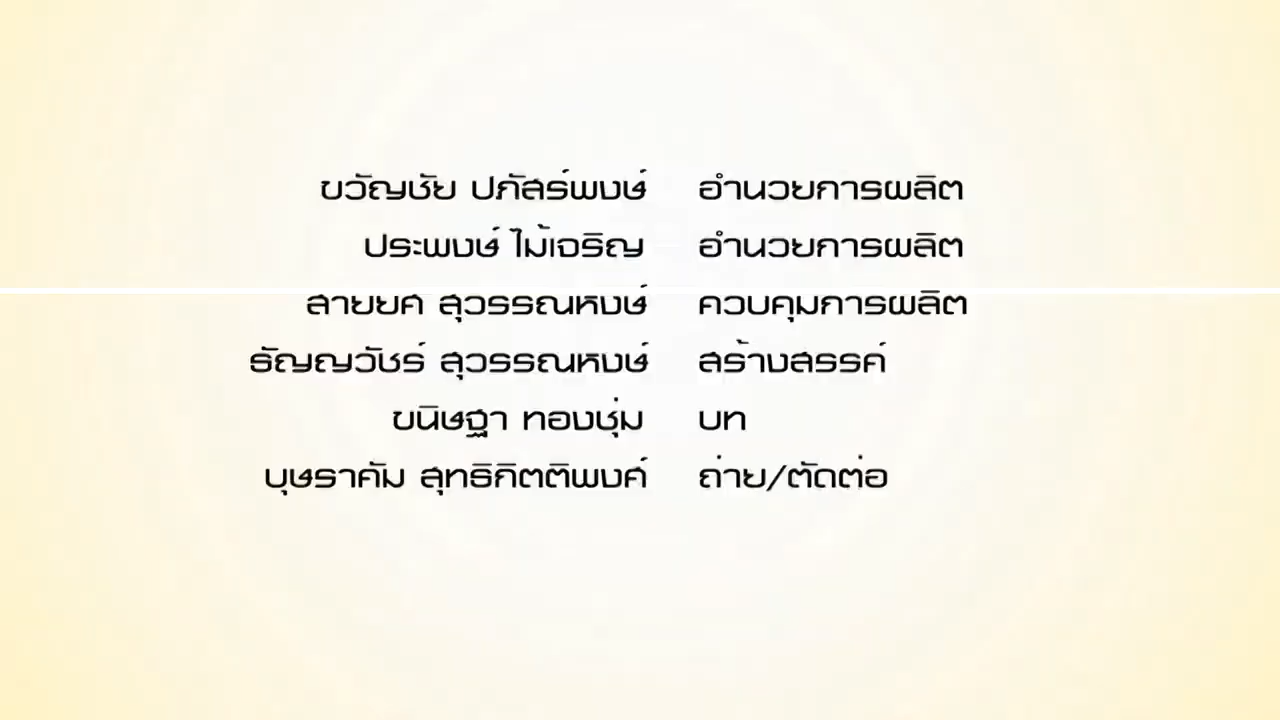 ขวัญชัย ปภัสร์พงษ์ อำนวยการผลิต
ประพงษ์ ไม้เจริญ อำนวยการผลิต
สายยศ สุวรรณหงษ์ ควบคุมการผลิต
ธัญญวัชร์ สุวรรณหงษ์ สร้างสรรค์
ขนิษฐา ทองชุ่ม บท
บุษราคัม สุทธิกิตติพงศ์ ถ่าย/ตัดต่อ